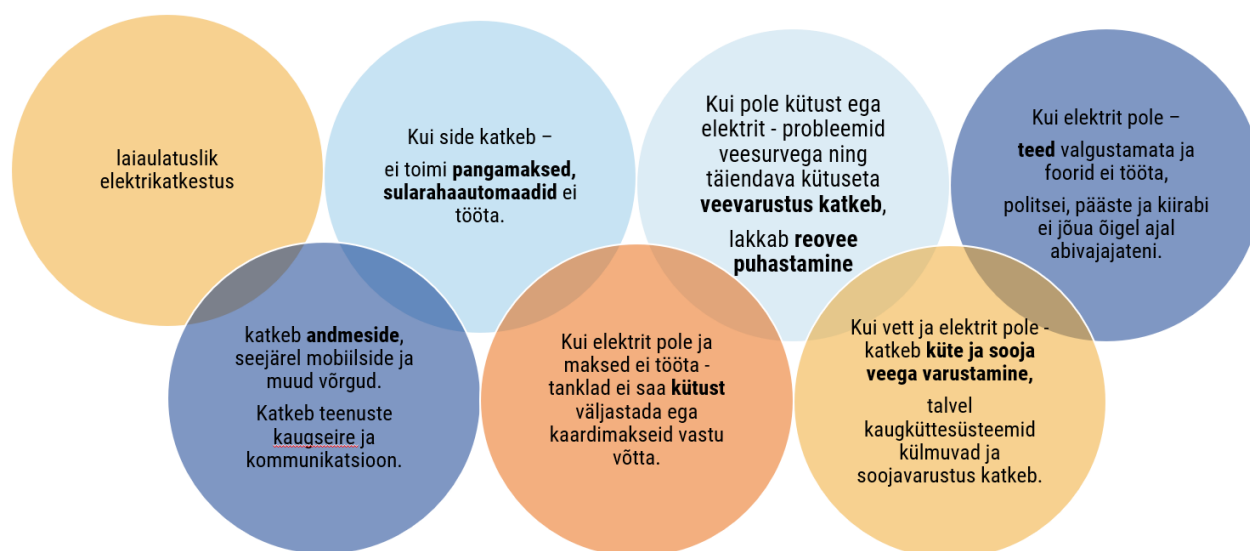 laiaulatuslik
elektrikatkestus
katkeb andmeside,
seejärel mobiilside ja
muud võrgud.
Katkeb teenuste
kaugseire ja
kommunikatsioon.
Kui side katkeb –
ei toimi pangamaksed,
sularahaautomaadid ei
tööta.
Kui elektrit pole ja
maksed ei tööta -
tanklad ei saa kütust
väljastada ega
kaardimakseid vastu
võtta.
Kui pole kütust ega
elektrit - probleemid
veesurvega ning
täiendava kütuseta
veevarustus katkeb,
lakkab reovee
puhastamine
Kui vett ja elektrit pole -
katkeb küte ja sooja
veega varustamine,
talvel
kaugküttesüsteemid
külmuvad ja
soojavarustus katkeb.
Kui elektrit pole –
teed valgustamata ja
foorid ei tööta,
politsei, pääste ja kiirabi
ei jõua õigel ajal
abivajajateni.